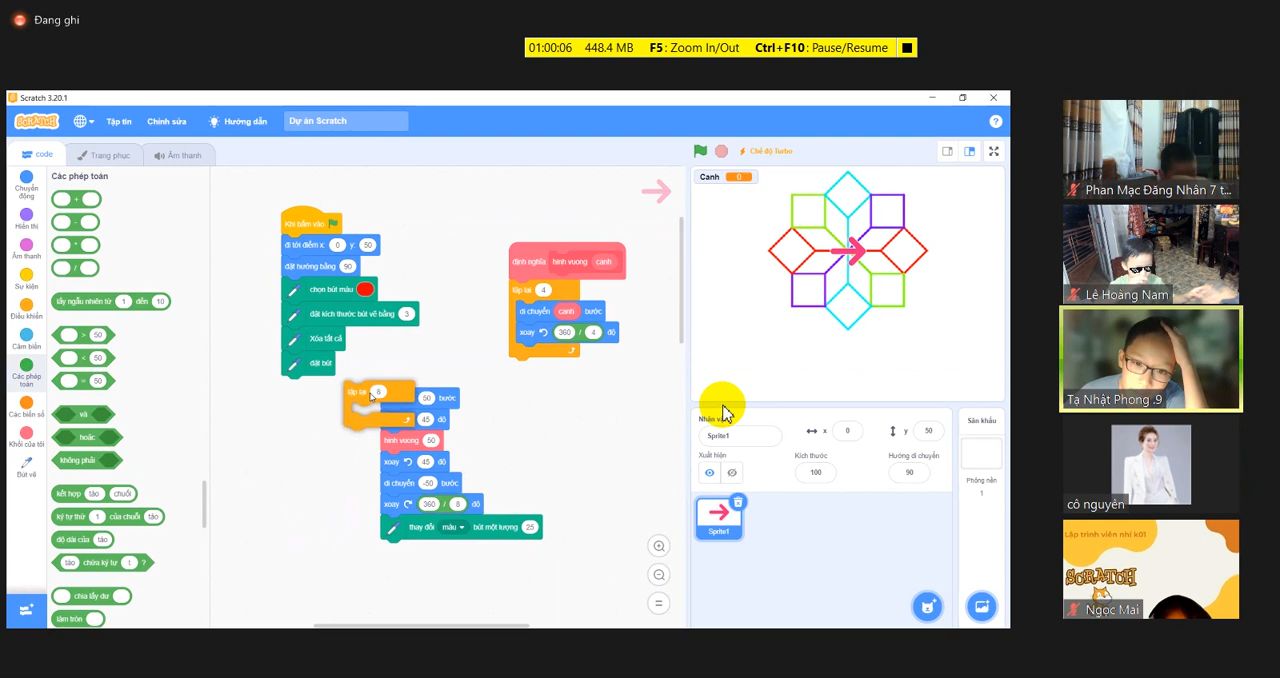 Đang ghi
01:00:06 448.4 MB F5: Zoom In/Out Ctrl+F10: Pause/Resume
Scratch 3.20.1
SCRATCH Tập tin Chỉnh sửa Hướng dẫn Dự án Scratch
code Trang phục Âm thanh
Chế độ Turbo
Chuyển động
Hiển thị
Âm thanh
Sự kiện
Điều khiển
Cảm biến
Các phép toán
Các biến số
Khối của tôi
Bút vẽ
Các phép toán
+
-
*
/
lấy ngẫu nhiên từ 1 đến 10
> 50
< 50
= 50
và
hoặc
không phải
kết hợp táo chuối
ký tự thứ 1 của chuỗi táo
độ dài của táo
táo chứa ký tự t ?
chia lấy dư
làm tròn
Khi bấm vào
đi tới điểm x: 0 y: 50
đặt hướng bằng 90
chọn bút màu
đặt kích thước bút vẽ bằng 3
Xóa tất cả
đặt bút
lặp lại 8
50 bước
45 độ
hình vuong 50
xoay 45 độ
di chuyển -50 bước
xoay 360 / 8 độ
thay đổi màu bút một lượng 25
định nghĩa hình vuong canh
lặp lại 4
di chuyển canh bước
xoay 360 / 4 độ
Canh 0
Nhân v
Sprite1
x 0 y 50
Xuất hiện Kích thước Hướng di chuyển
100 90
Sprite1
Sân khấu
Phông nền
1
Phan Mạc Đăng Nhân 7 t...
Lê Hoàng Nam
Tạ Nhật Phong .9
cô nguyên
Lập trình viên nhí k01
SCRATCH
Ngọc Mai